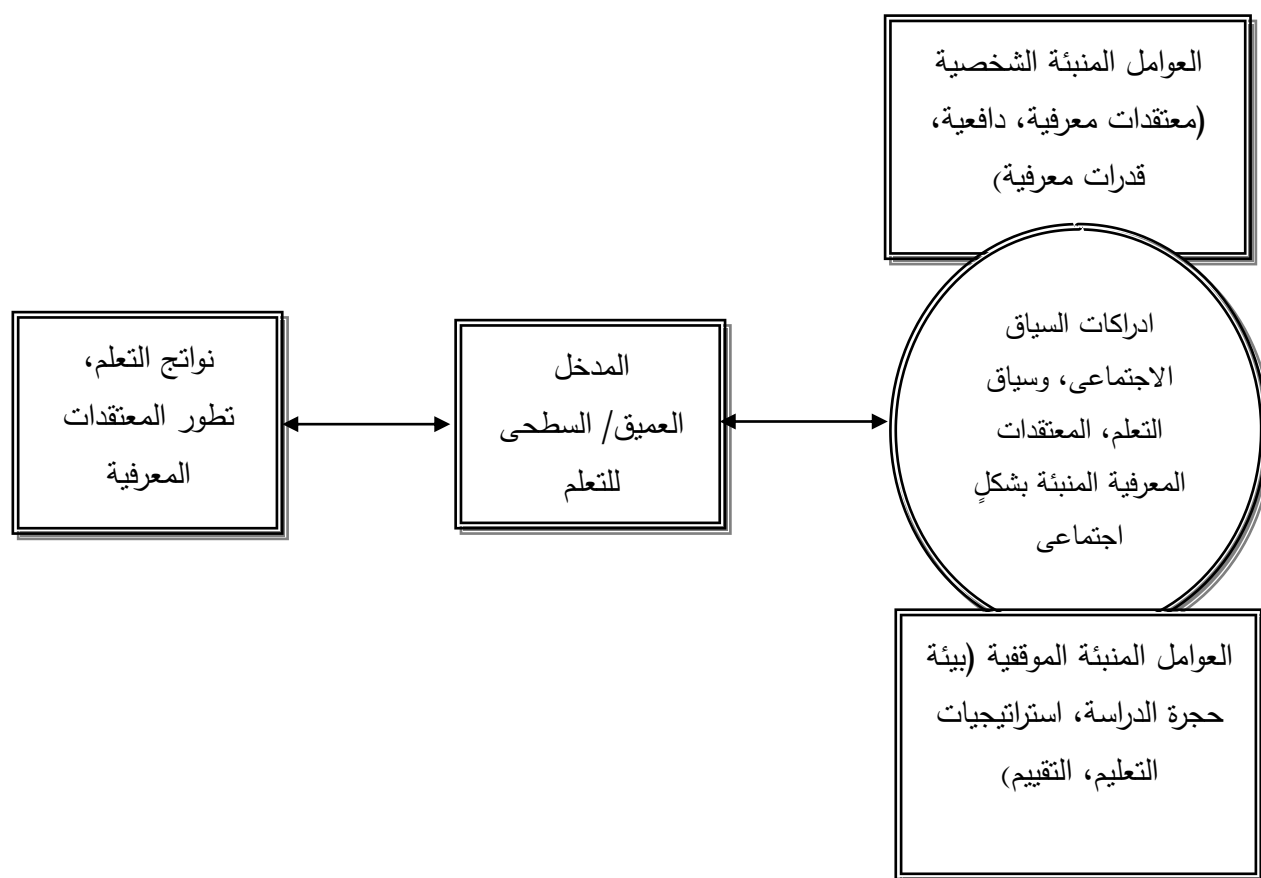 العوامل المنبئة الشخصية
(معتقدات معرفية، دافعية،
قدرات معرفية)
ادراكات السياق
الاجتماعى، وسياق
التعلم، المعتقدات
المعرفية المنبئة بشكلٍ
اجتماعى
العوامل المنبئة الموقفية (بيئة
حجرة الدراسة، استراتيجيات
التعليم، التقييم)
المدخل
العميق/ السطحى
للتعلم
نواتج التعلم،
تطور المعتقدات
المعرفية